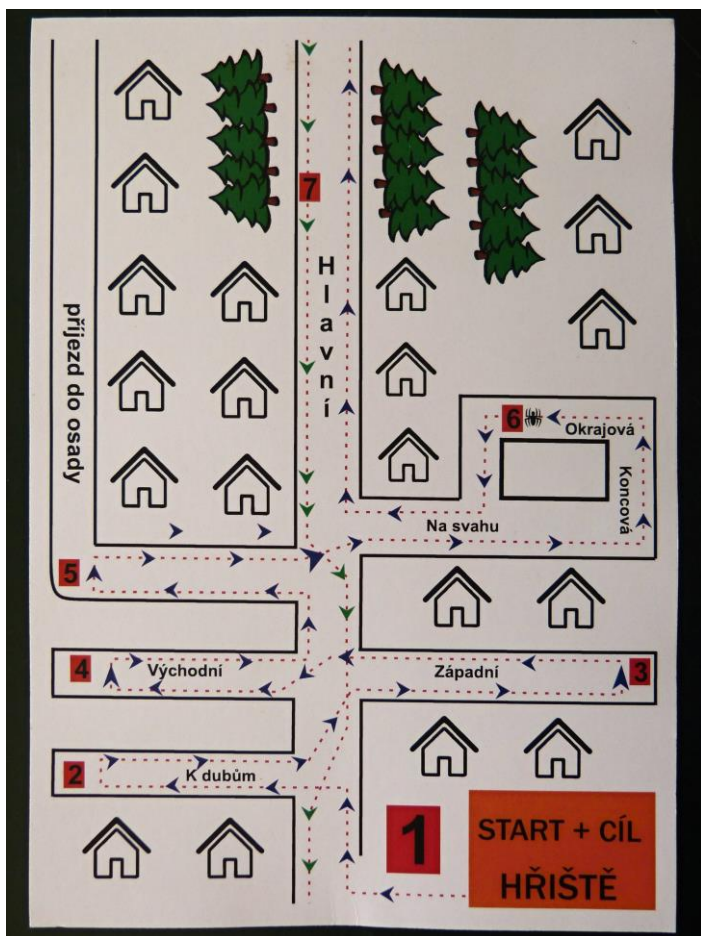 7
Hlavní
příjezd do osady
6
Okrajová
Koncová
Na svahu
5
4
Východní
Západní
3
2
K dubům
1
START + CÍL
HŘIŠTĚ